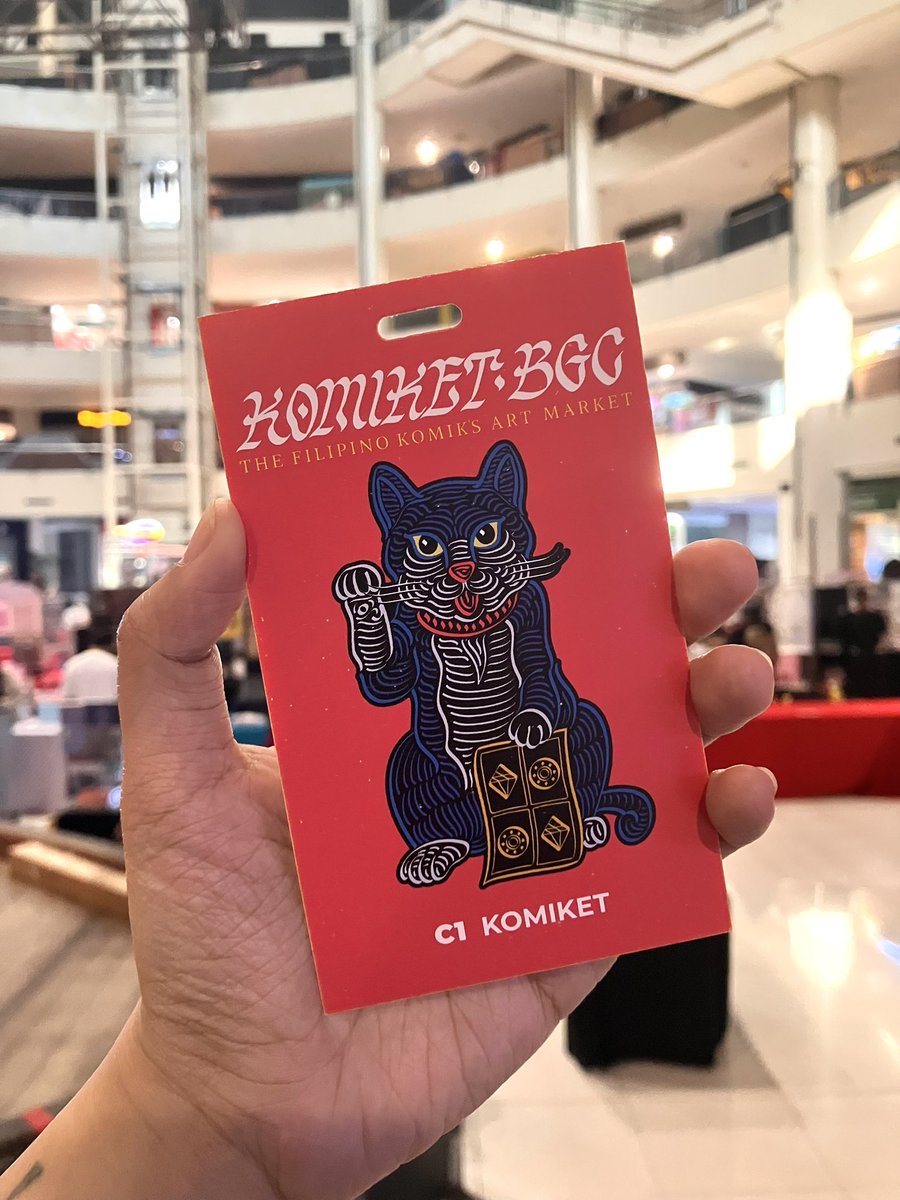 KOMIKET: BGC
THE FILIPINO KOMIKS ART MARKET
C1 KOMIKET